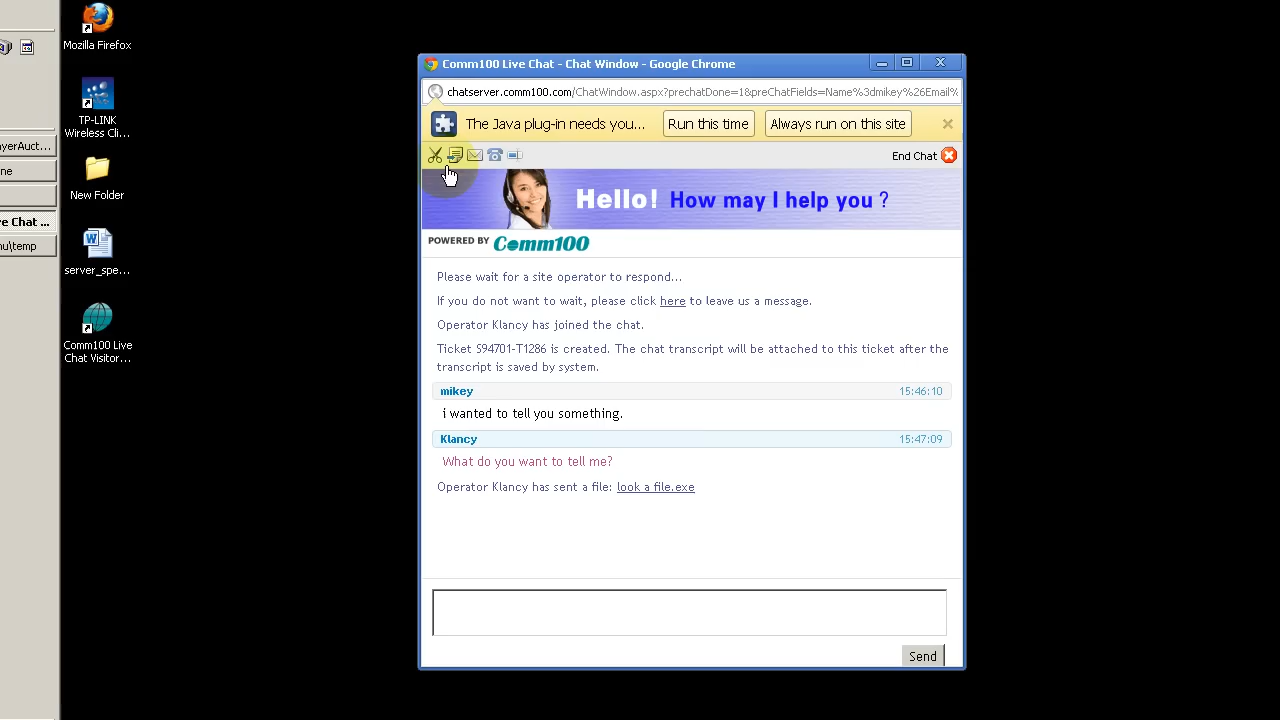 Mozilla Firefox
TP-LINK
Wireless Cli...
New Folder
server_spe...
Comm100 Live
Chat Visitor...
yerAuct...
ne
ve Chat ...
nu\temp
Comm100 Live Chat - Chat Window - Google Chrome
chatserver.comm100.com/ChatWindow.aspx?prechatDone=1&preChatFields=Name%3dmikey%26Email%
The Java plug-in needs you... Run this time Always run on this site
End Chat
Hello! How may I help you ?
POWERED BY Comm100
Please wait for a site operator to respond...
If you do not want to wait, please click here to leave us a message.
Operator Klancy has joined the chat.
Ticket S94701-T1286 is created. The chat transcript will be attached to this ticket after the
transcript is saved by system.
mikey 15:46:10
i wanted to tell you something.
Klancy 15:47:09
What do you want to tell me?
Operator Klancy has sent a file: look a file.exe
Send